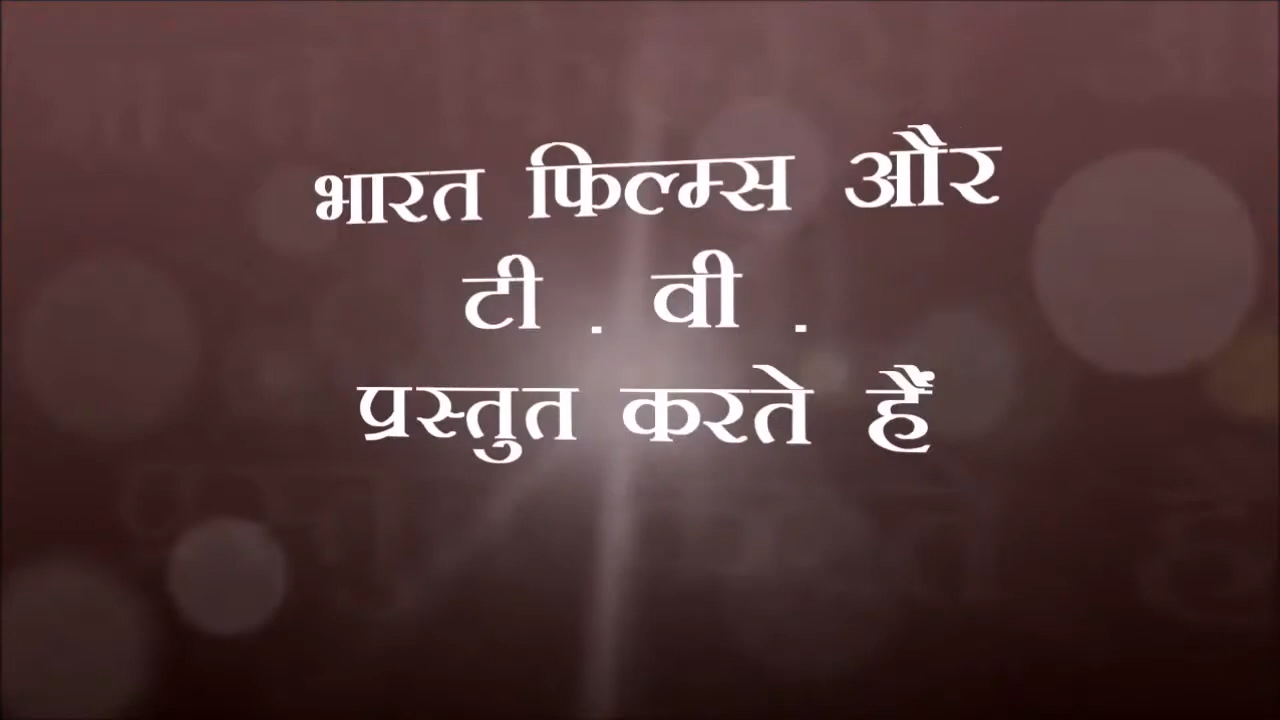 भारत फिल्म्स और
टी . वी .
प्रस्तुत करते हैं